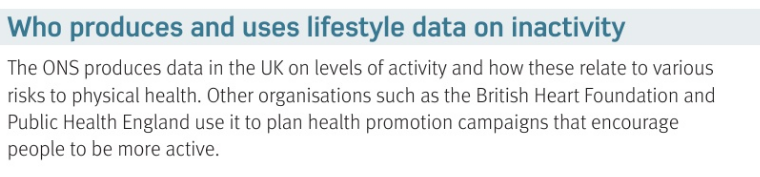 Who produces and uses lifestyle data on inactivity
The ONS produces data in the UK on levels of activity and how these relate to various
risks to physical health. Other organisations such as the British Heart Foundation and
Public Health England use it to plan health promotion campaigns that encourage
people to be more active.